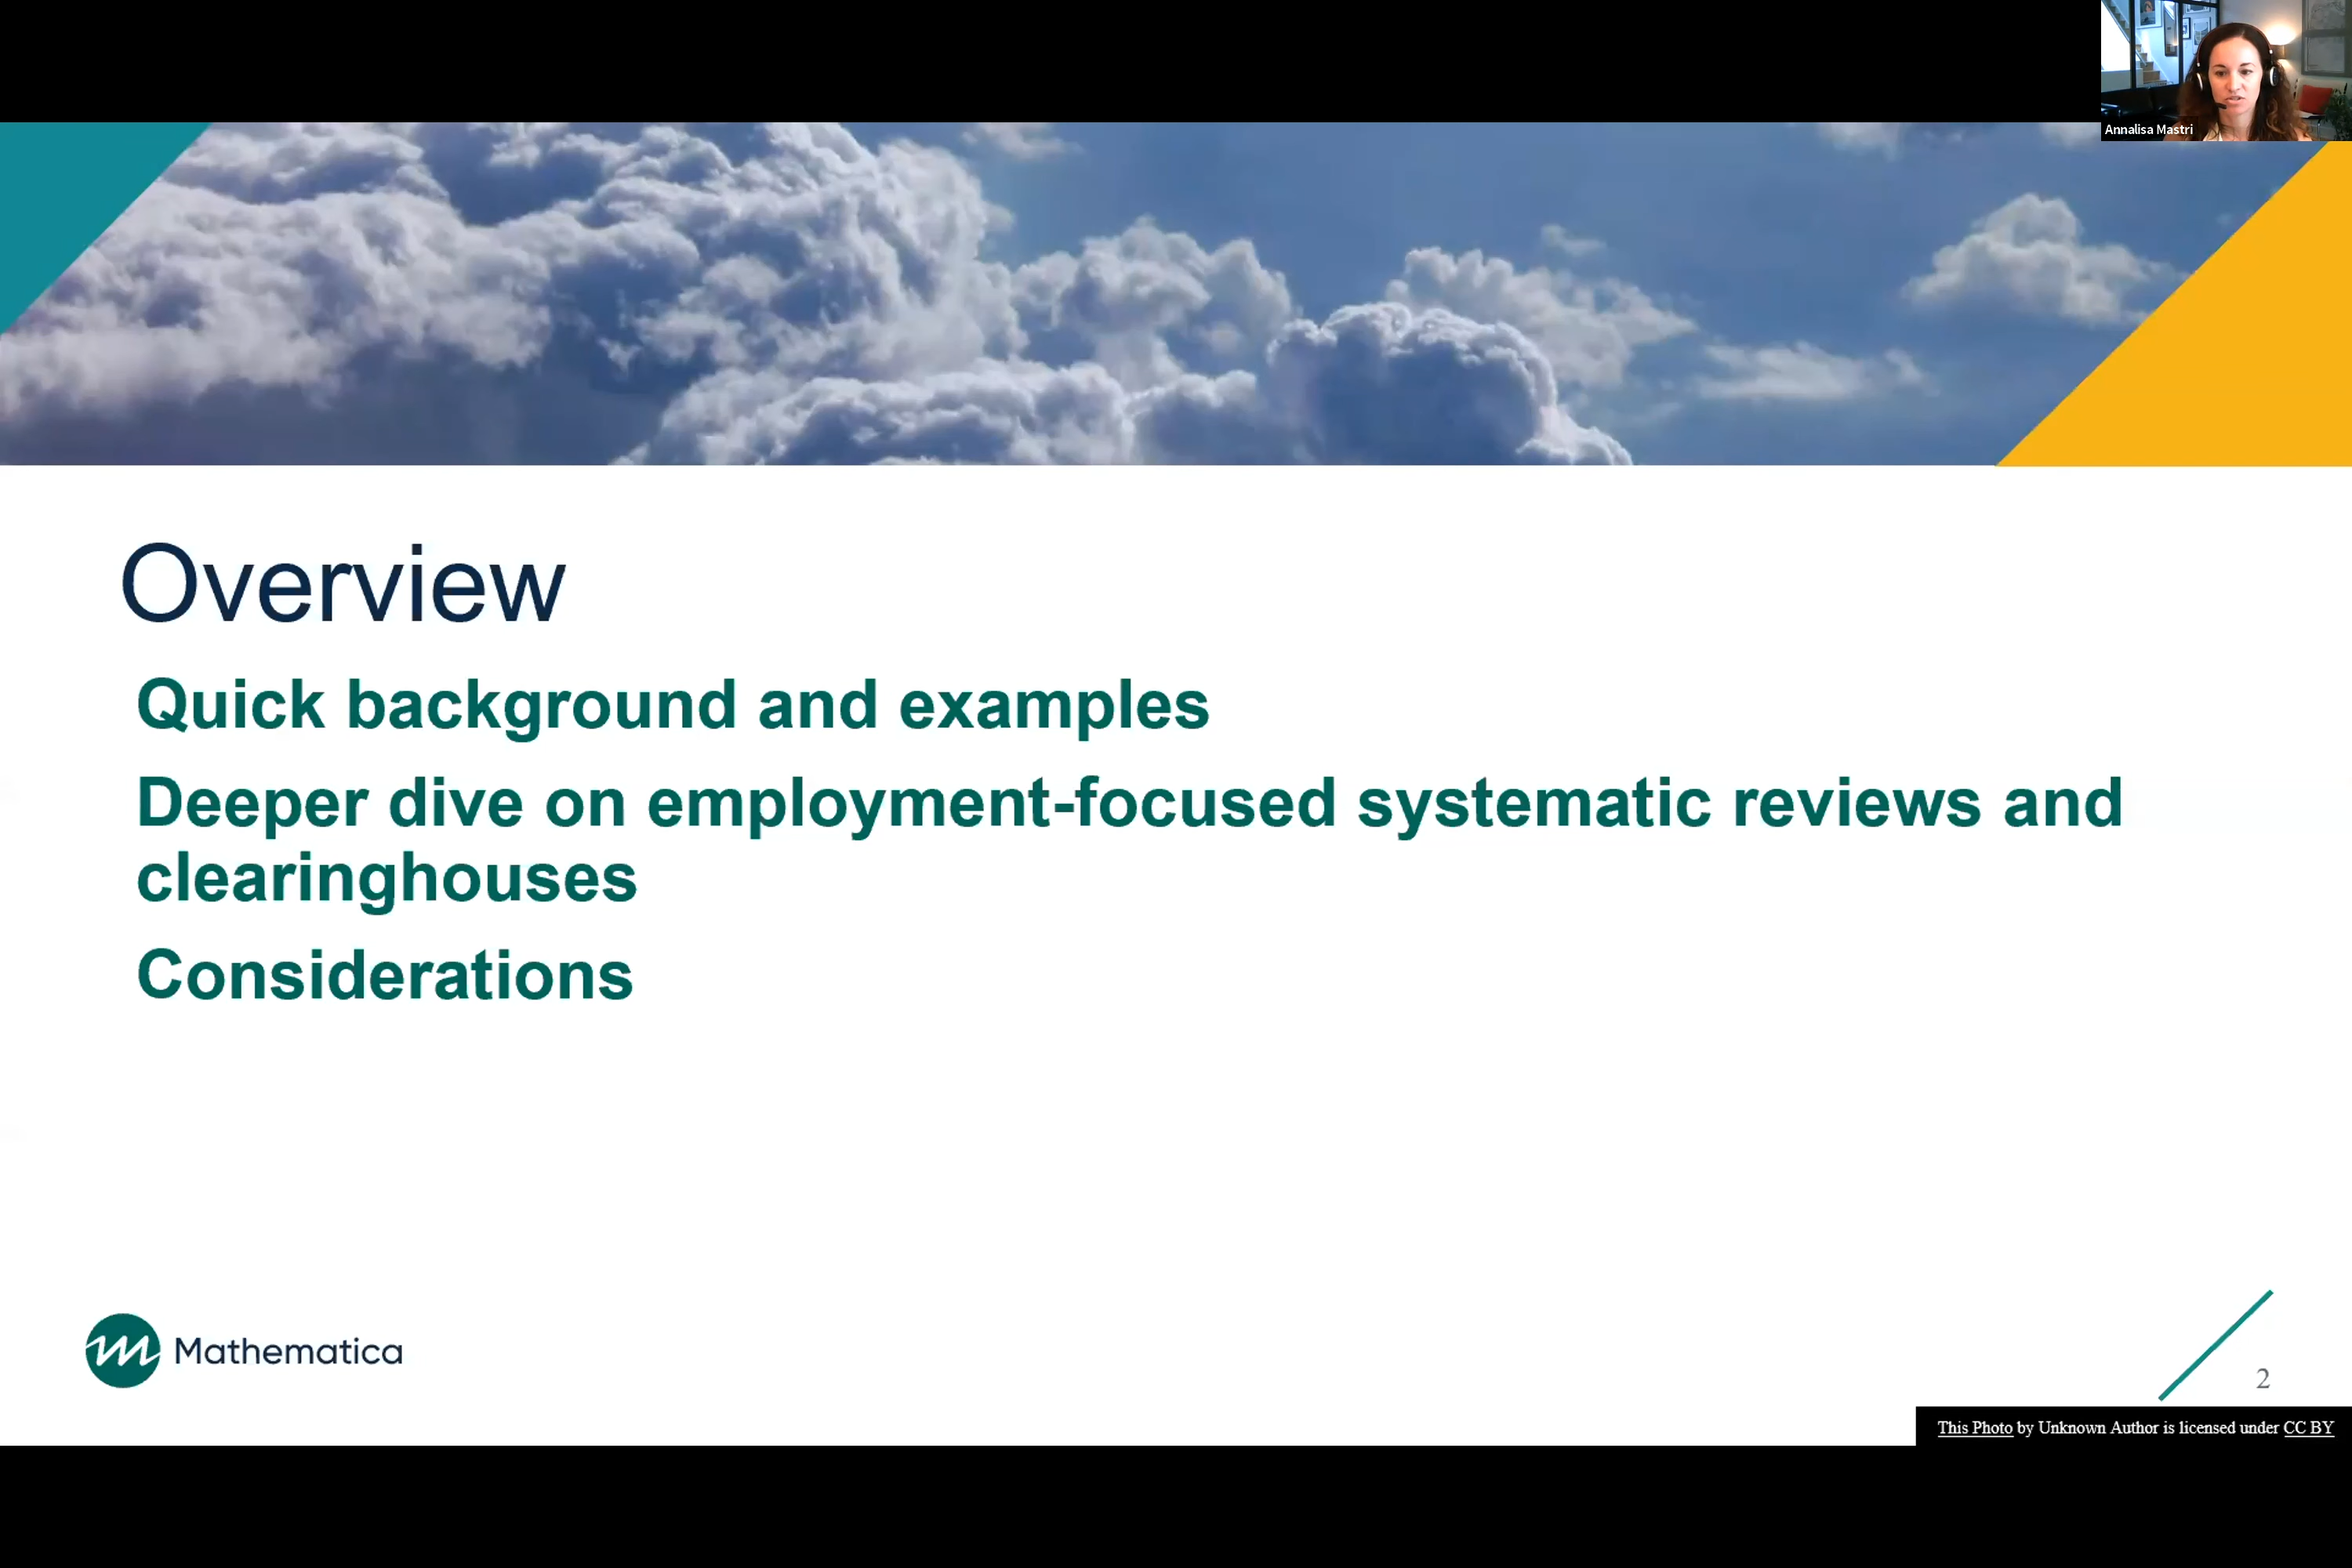 Annalisa Mastri
Overview
Quick background and examples
Deeper dive on employment-focused systematic reviews and
clearinghouses
Considerations
Mathematica
2
This Photo by Unknown Author is licensed under CC BY